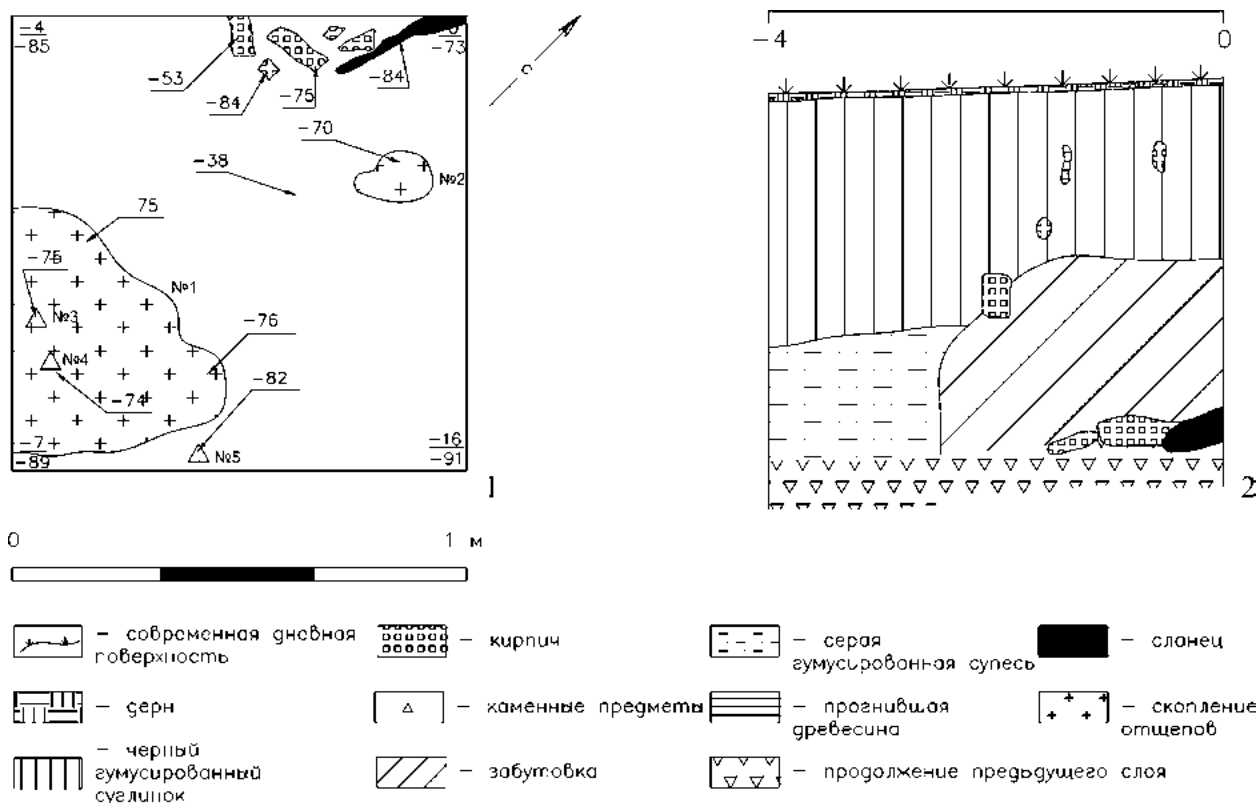 -4
-85
-73
-53
-84
-75
-84
-70
-38
№2
75
-75
№1
№3
-76
№4
-82
-74
-7
-89
№5
-16
-91
1
-4
0
2
0
1 м
– современная дневная
поверхность
– кирпич
– серая
гумусированная супесь
– сланец
– дерн
– каменные предметы
– прогнившая
древесина
– скопление
отщепов
– черный
гумусированный
суглинок
– забутовка
– продолжение предыдущего слоя